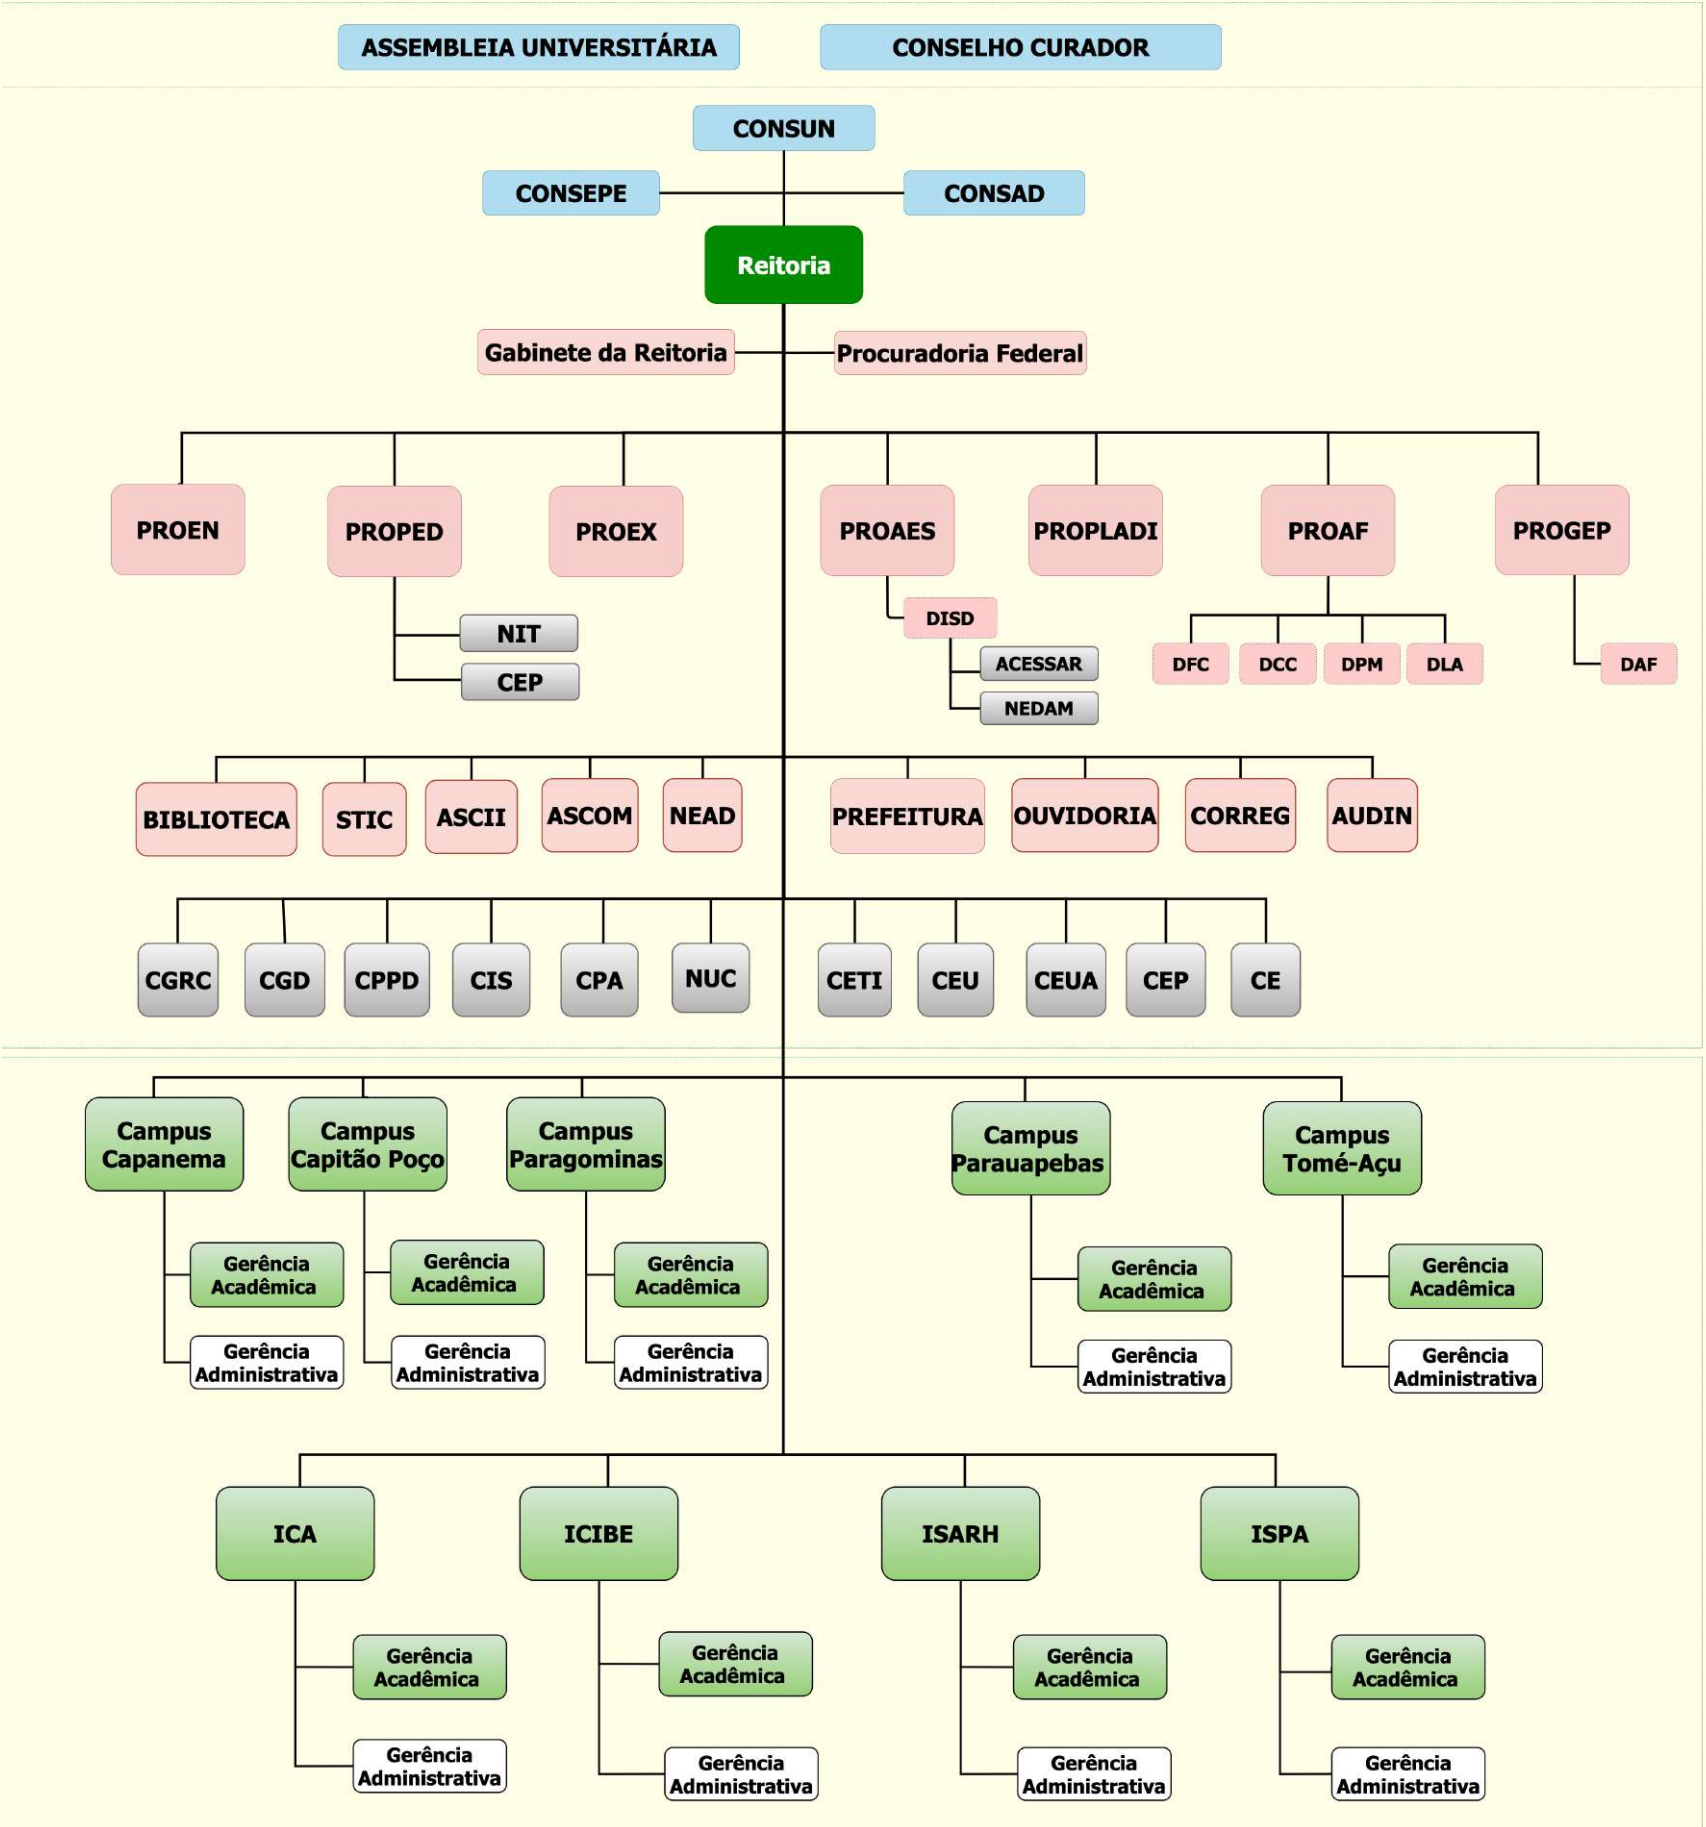 ASSEMBLEIA UNIVERSITÁRIA
CONSELHO CURADOR
CONSUN
CONSEPE
CONSAD
Reitoria
Gabinete da Reitoria
Procuradoria Federal
PROEN
PROPED
PROEX
PROAES
PROPLADI
PROAF
PROGEP
NIT
CEP
DISD
ACESSAR
NEDAM
DFC
DCC
DPM
DLA
DAF
BIBLIOTECA
STIC
ASCII
ASCOM
NEAD
PREFEITURA
OUVIDORIA
CORREG
AUDIN
CGRC
CGD
CPPD
CIS
CPA
NUC
CETI
CEU
CEUA
CEP
CE
Campus
Capanema
Campus
Capitão Poço
Campus
Paragominas
Campus
Parauapebas
Campus
Tomé-Açu
Gerência
Acadêmica
Gerência
Acadêmica
Gerência
Acadêmica
Gerência
Acadêmica
Gerência
Acadêmica
Gerência
Administrativa
Gerência
Administrativa
Gerência
Administrativa
Gerência
Administrativa
Gerência
Administrativa
ICA
ICIBE
ISARH
ISPA
Gerência
Acadêmica
Gerência
Acadêmica
Gerência
Acadêmica
Gerência
Acadêmica
Gerência
Administrativa
Gerência
Administrativa
Gerência
Administrativa
Gerência
Administrativa